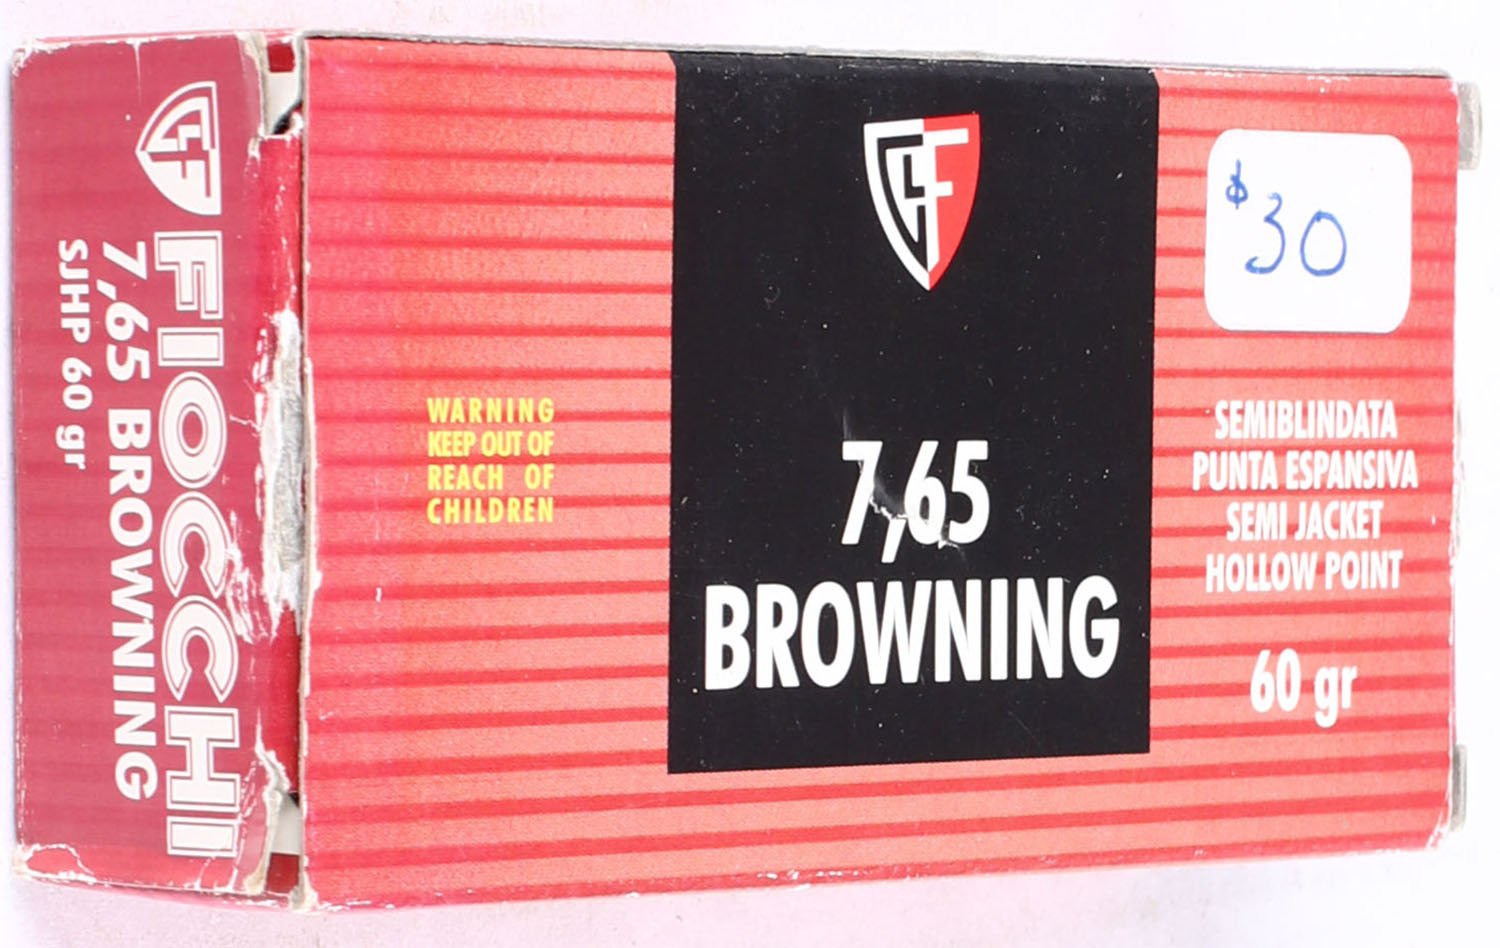 FIOCCHI
7,65 BROWNING
SJHP 60 gr
WARNING
KEEP OUT OF
REACH OF
CHILDREN
7,65
BROWNING
$30
SEMIBLINDATA
PUNTA ESPANSIVA
SEMI JACKET
HOLLOW POINT
60 gr